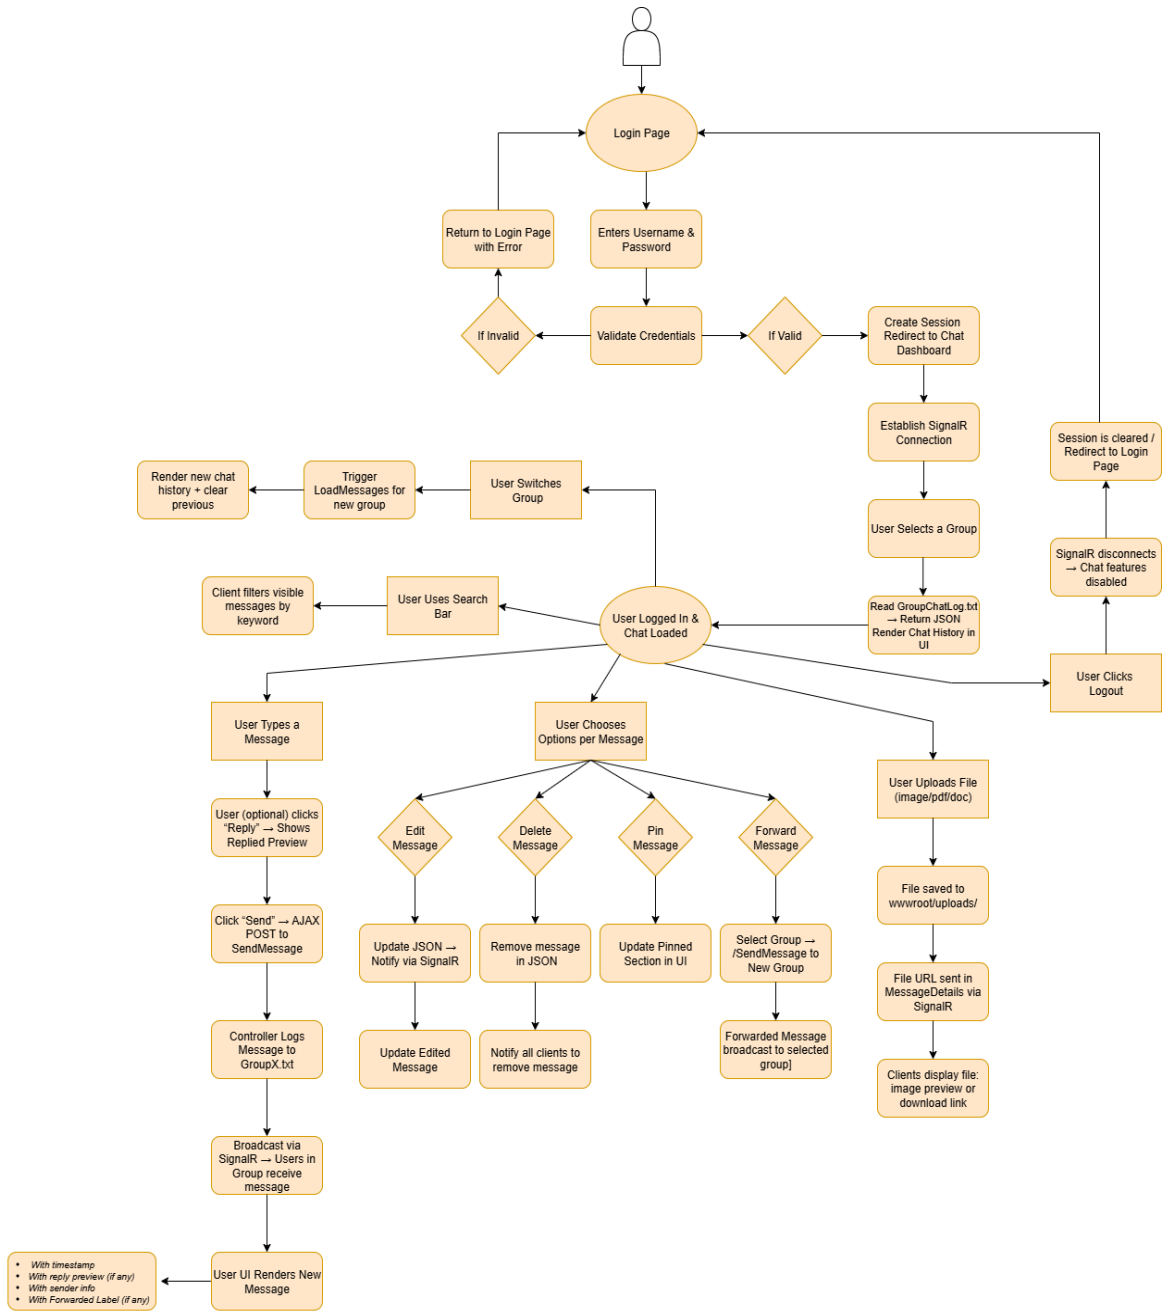 Login Page
Return to Login Page
with Error
Enters Username &
Password
If Invalid
Validate Credentials
If Valid
Create Session
Redirect to Chat
Dashboard
Establish SignalR
Connection
Session is cleared /
Redirect to Login
Page
Render new chat
history + clear
previous
Trigger
LoadMessages for
new group
User Switches
Group
User Selects a Group
SignalR disconnects
→ Chat features
disabled
Client filters visible
messages by
keyword
User Uses Search
Bar
User Logged In &
Chat Loaded
Read GroupChatLog.txt
→ Return JSON
Render Chat History in
UI
User Clicks
Logout
User Types a
Message
User Chooses
Options per Message
User Uploads File
(image/pdf/doc)
User (optional) clicks
“Reply” → Shows
Replied Preview
Edit
Message
Delete
Message
Pin
Message
Forward
Message
File saved to
wwwroot/uploads/
Click “Send” → AJAX
POST to
SendMessage
Update JSON →
Notify via SignalR
Remove message
in JSON
Update Pinned
Section in UI
Select Group →
/SendMessage to
New Group
File URL sent in
MessageDetails via
SignalR
Controller Logs
Message to
GroupX.txt
Update Edited
Message
Notify all clients to
remove message
Forwarded Message
broadcast to selected
group]
Clients display file:
image preview or
download link
Broadcast via
SignalR → Users in
Group receive
message
User UI Renders New
Message
• With timestamp
• With reply preview (if any)
• With sender info
• With Forwarded Label (if any)